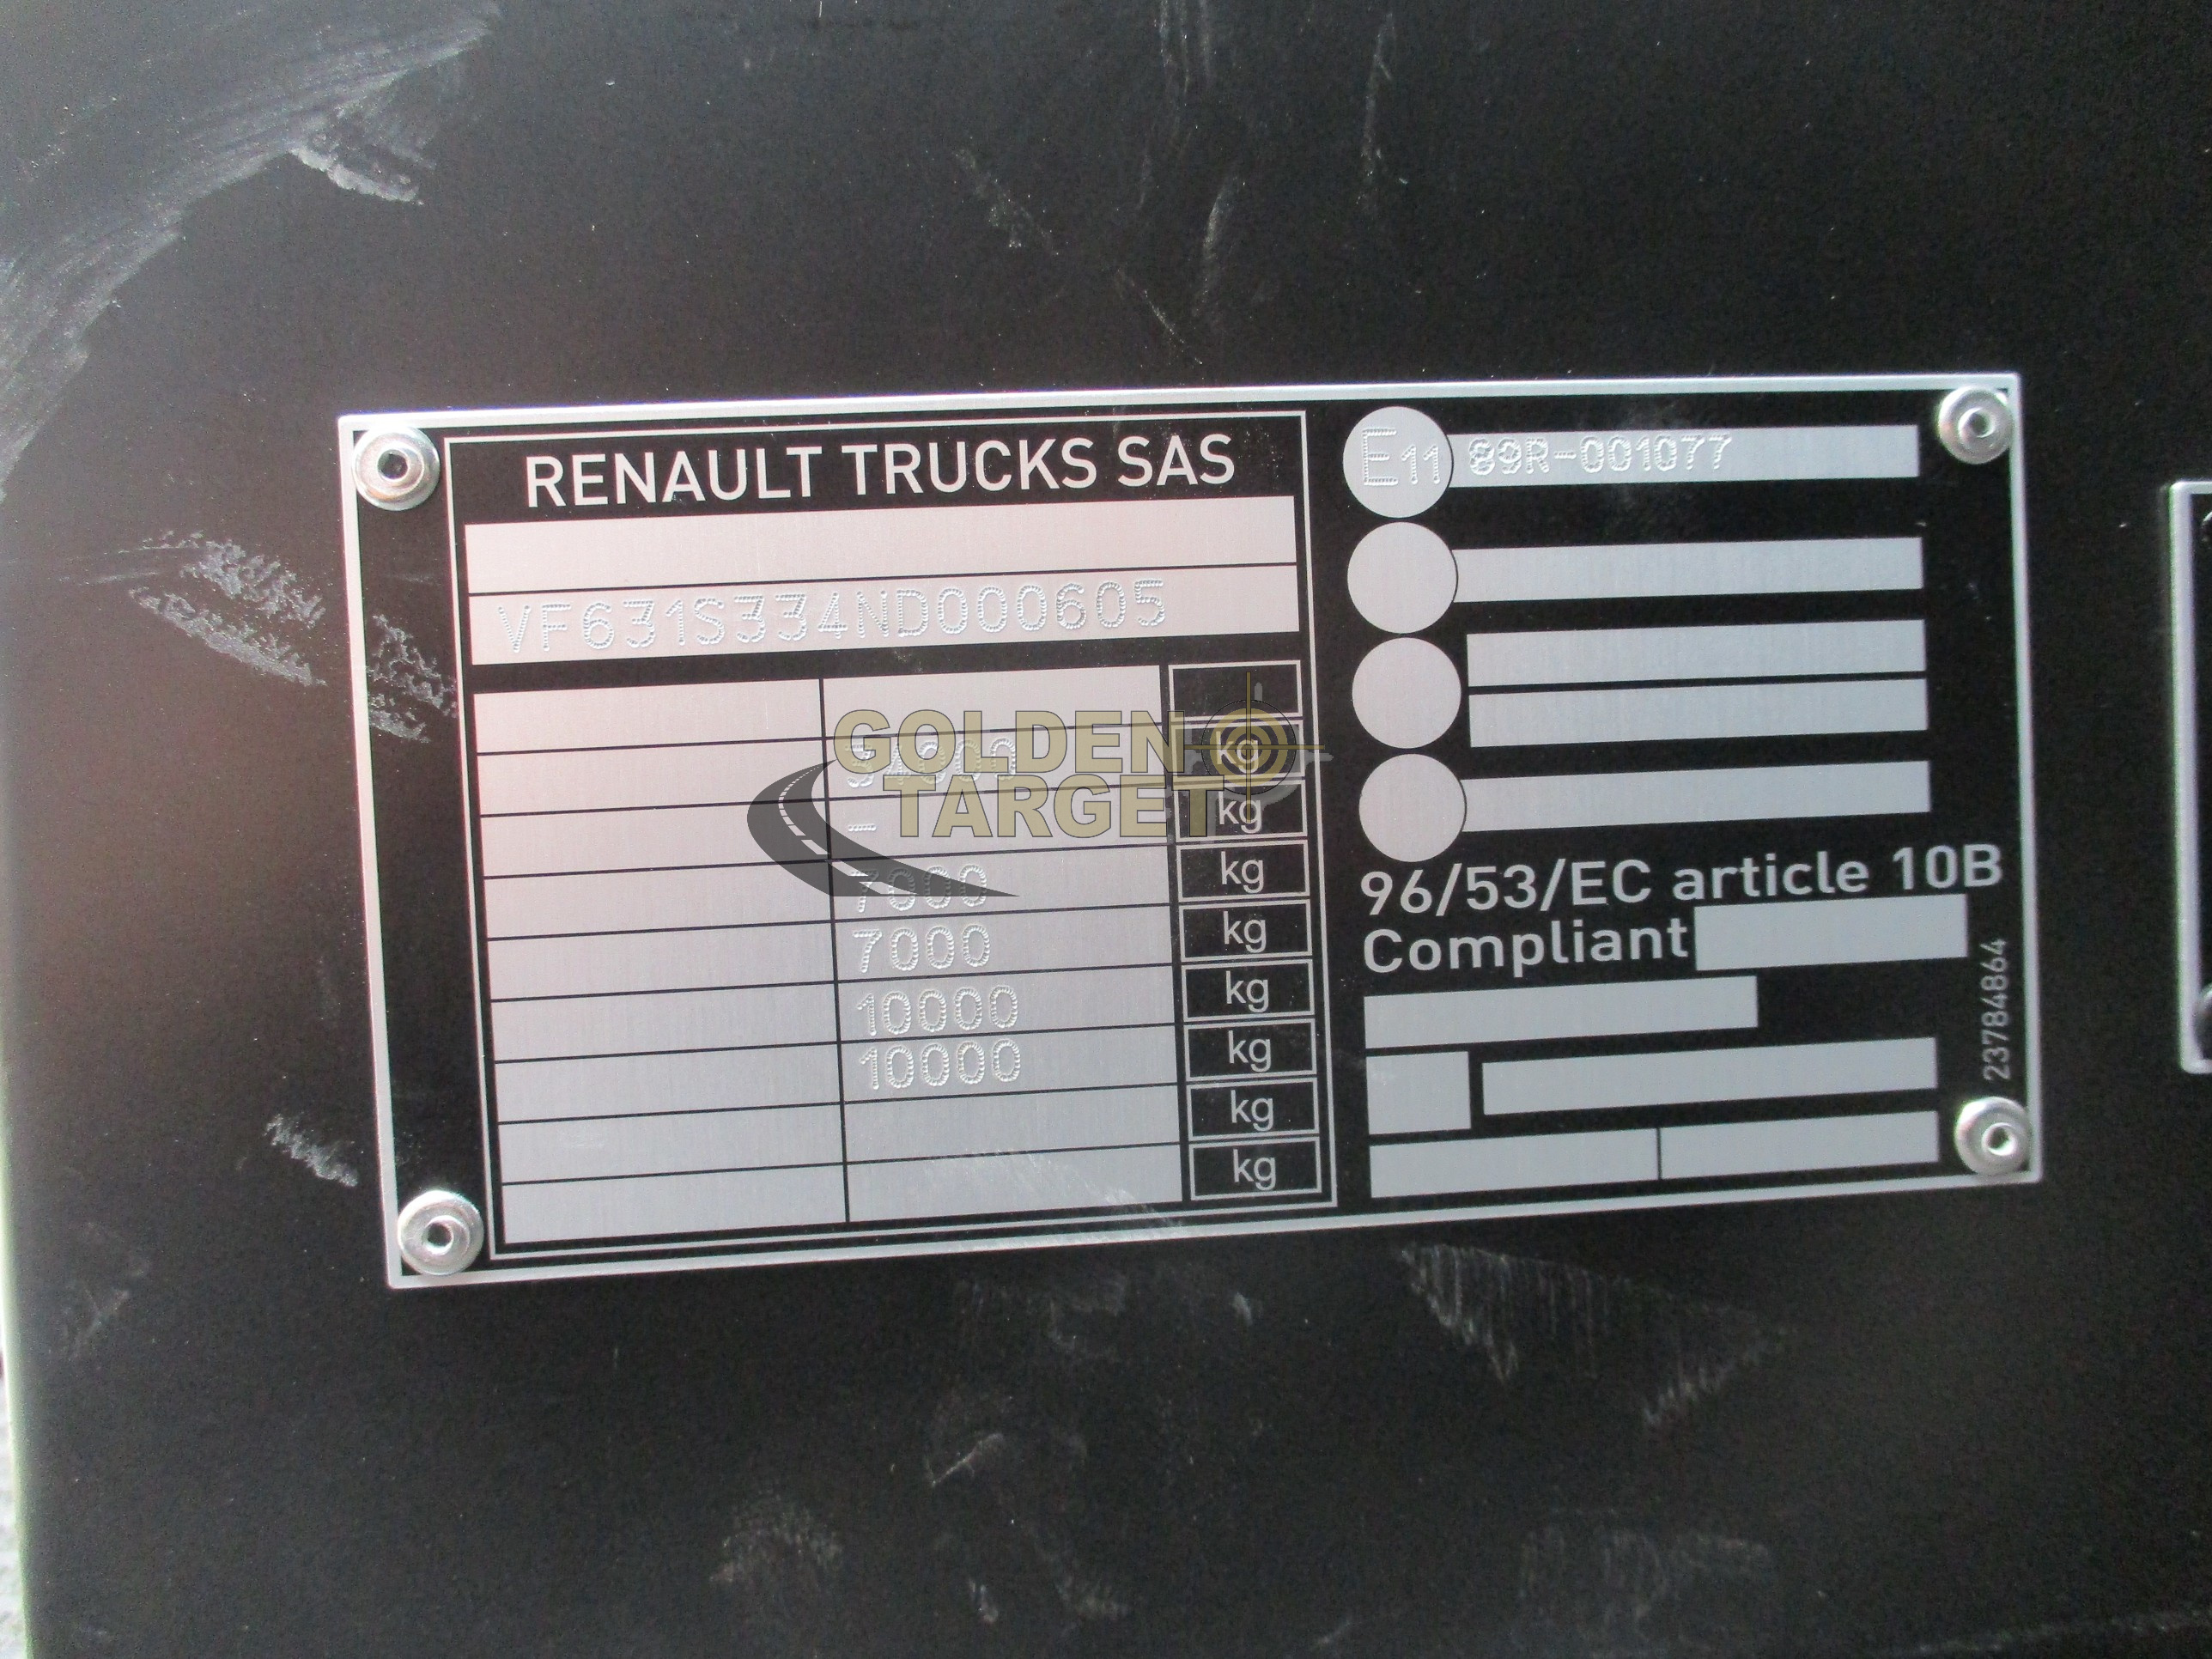 RENAULT TRUCKS SAS
VF631S334ND000605
kg
- kg
7000 kg
7000 kg
10000 kg
10000 kg
kg
kg
E11 89R-001077
96/53/EC article 10B
Compliant
23784864
GOLDEN
TARGET